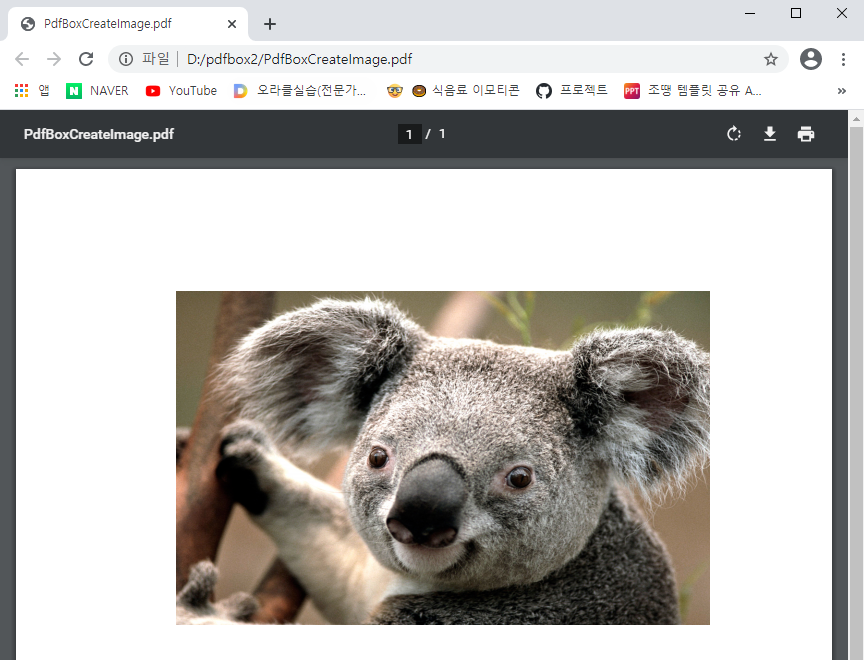 PdfBoxCreateImage.pdf
파일 D:/pdfbox2/PdfBoxCreateImage.pdf
앱 NAVER YouTube 오라클실습(전문가... 식음료 이모티콘 프로젝트 PPT 조땡 템플릿 공유 A... »
PdfBoxCreateImage.pdf 1 / 1